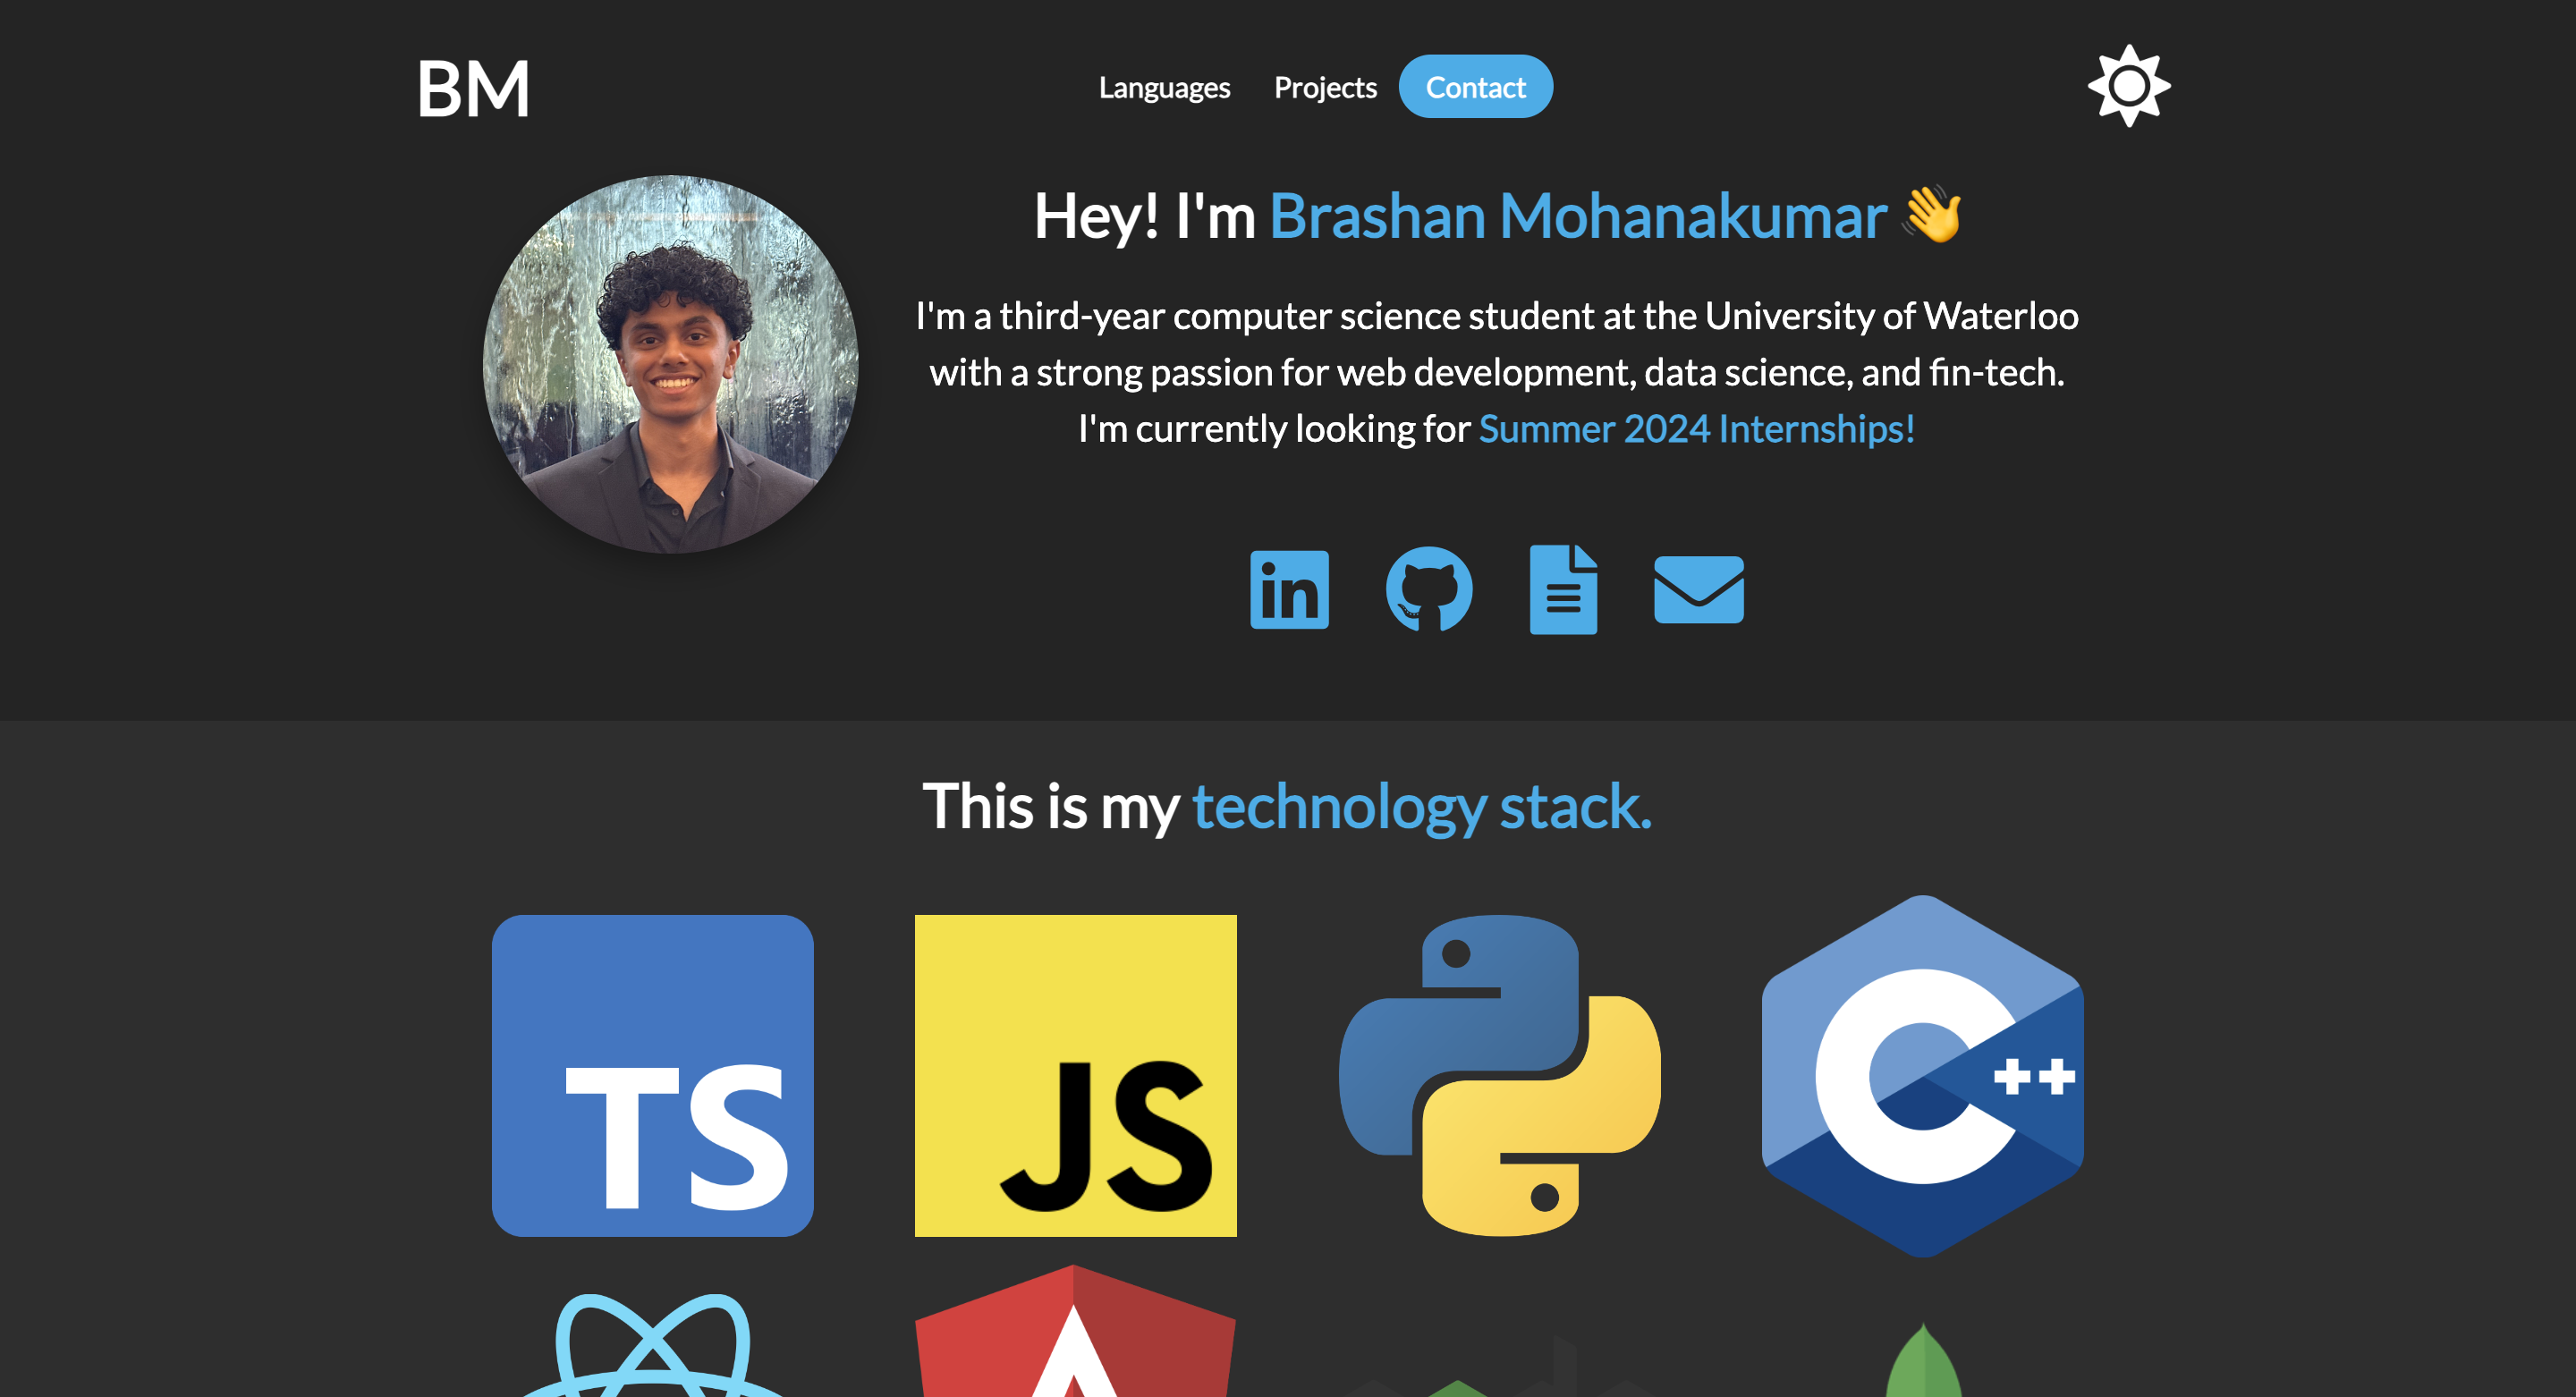 BM
Languages Projects Contact
Hey! I'm Brashan Mohanakumar 👋
I'm a third-year computer science student at the University of Waterloo
with a strong passion for web development, data science, and fin-tech.
I'm currently looking for Summer 2024 Internships!
in
This is my technology stack.
TS JS C++